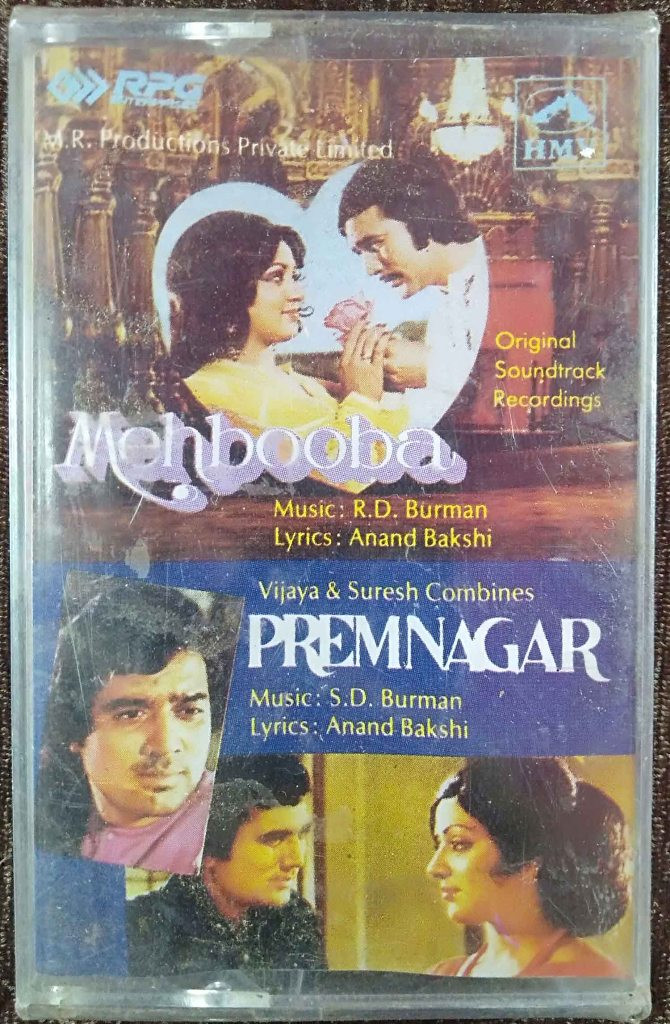 RPG
HMV
M.R. Productions Private Limited
Original
Soundtrack
Recordings
Mehbooba
Music: R.D. Burman
Lyrics: Anand Bakshi
Vijaya & Suresh Combines
PREMNAGAR
Music: S.D. Burman
Lyrics: Anand Bakshi